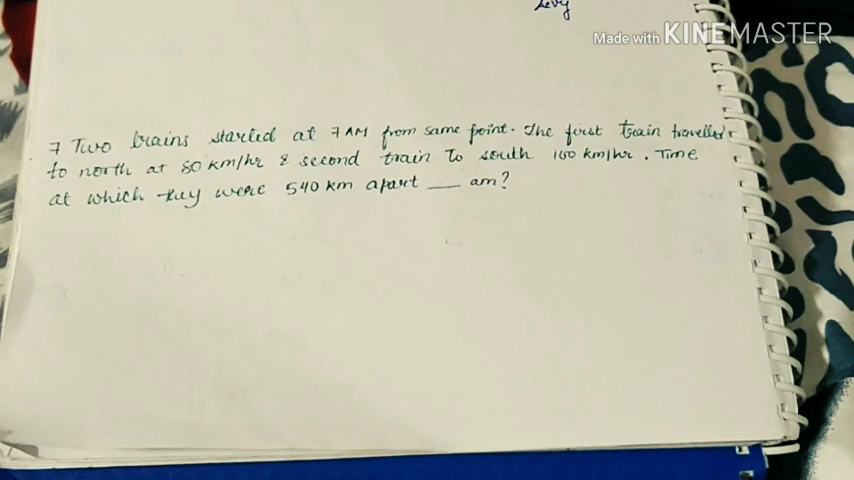 Levy
Made with KINEMASTER
7 Two trains started at 7 AM from same point. The first train travelled
to north at 80 km/hr & second train to south 100 km/hr. Time
at which they were 540 km apart __ am?